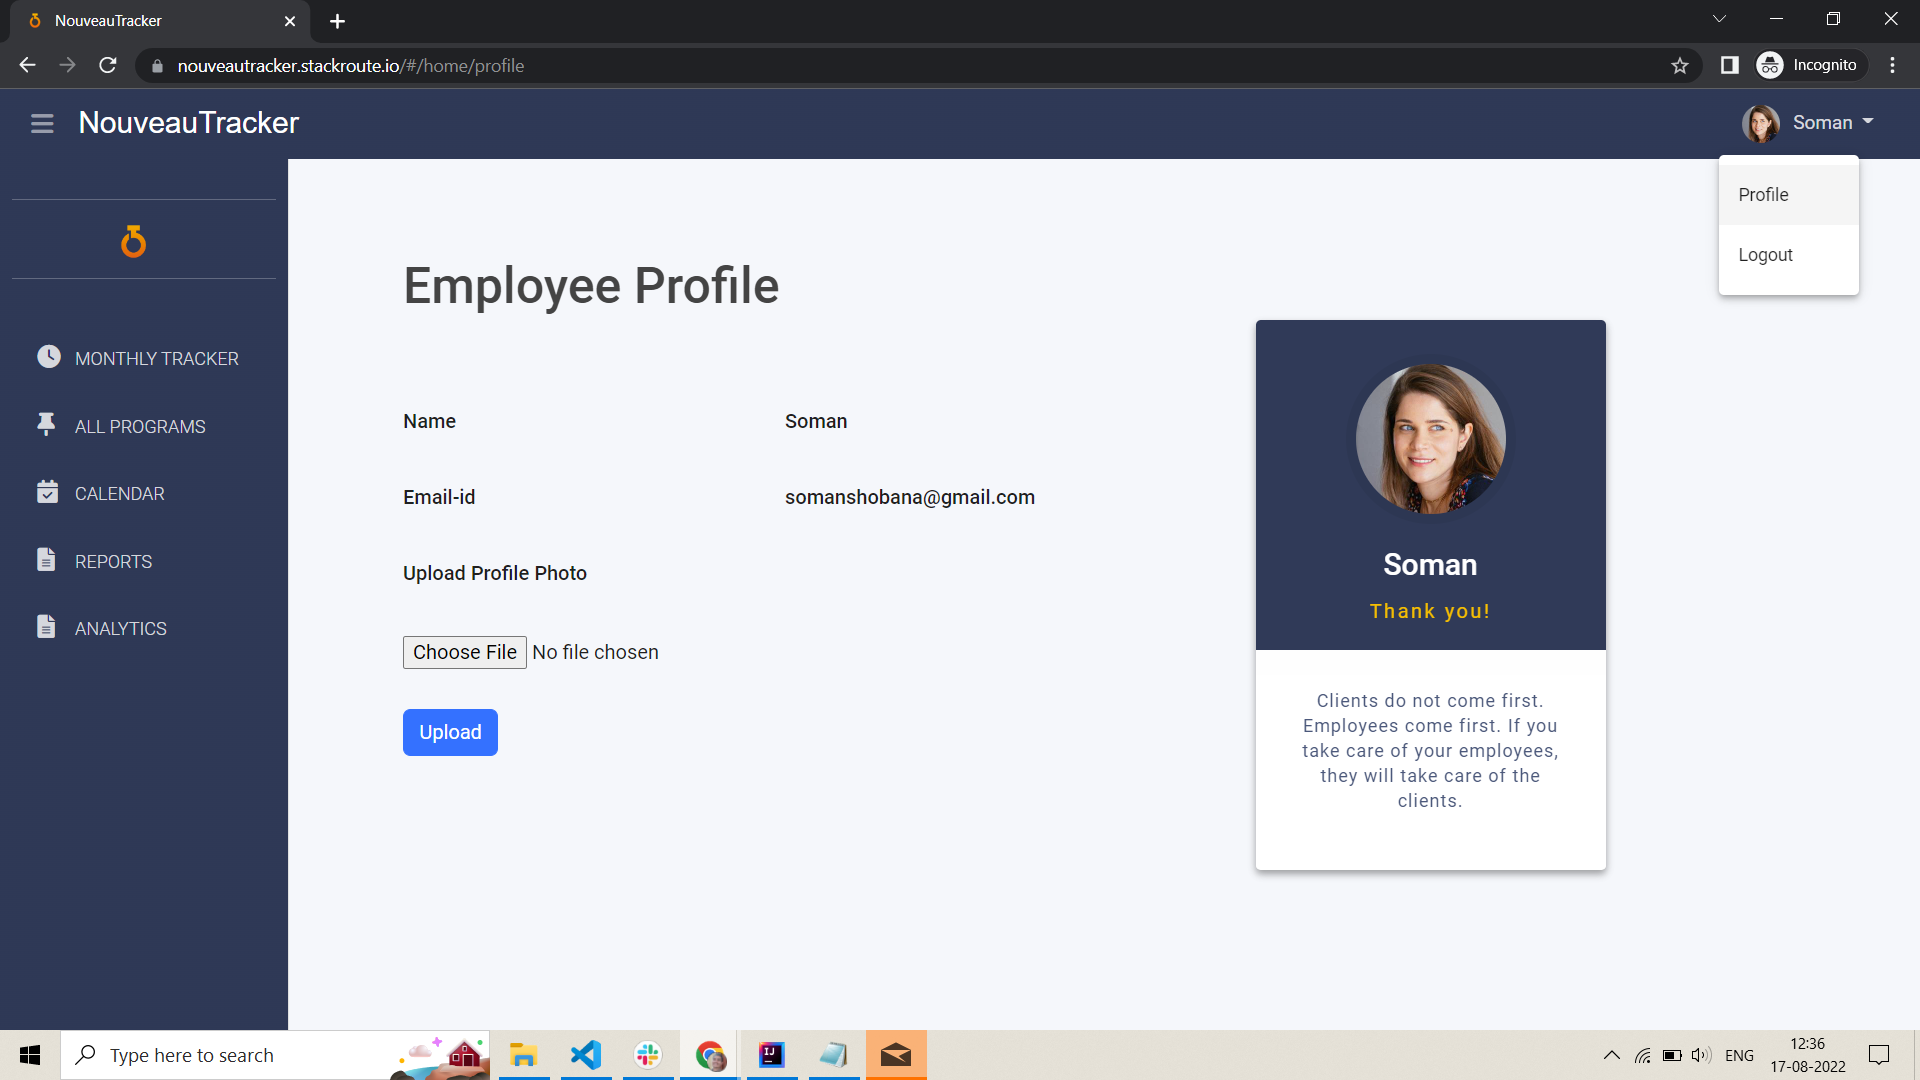 NouveauTracker
nouveautracker.stackroute.io/#/home/profile
Incognito
NouveauTracker
Soman
Profile
Logout
MONTHLY TRACKER
ALL PROGRAMS
CALENDAR
REPORTS
ANALYTICS
Employee Profile
Name
Soman
Email-id
somanshobana@gmail.com
Upload Profile Photo
Choose File No file chosen
Upload
Soman
Thank you!
Clients do not come first.
Employees come first. If you
take care of your employees,
they will take care of the
clients.
Type here to search
IJ
ENG
12:36
17-08-2022